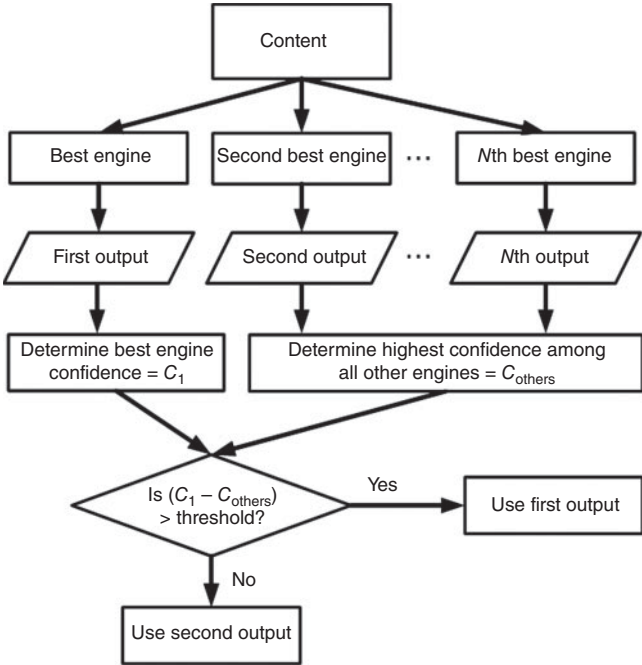 Content
Best engine
Second best engine
...
Nth best engine
First output
Second output
...
Nth output
Determine best engine
confidence = C₁
Determine highest confidence among
all other engines = Cothers
Is (C₁ – Cothers)
> threshold?
Yes
Use first output
No
Use second output